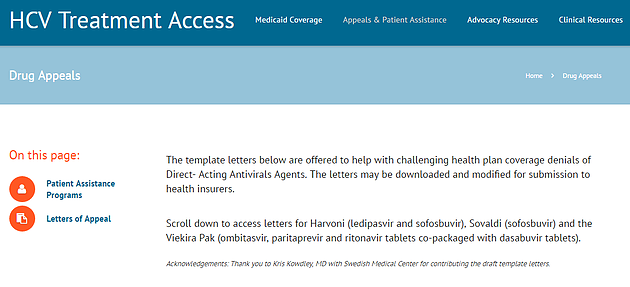 HCV Treatment Access
Medicaid Coverage
Appeals & Patient Assistance
Advocacy Resources
Clinical Resources
Drug Appeals
Home > Drug Appeals
On this page:
Patient Assistance
Programs
Letters of Appeal
The template letters below are offered to help with challenging health plan coverage denials of
Direct- Acting Antivirals Agents. The letters may be downloaded and modified for submission to
health insurers.
Scroll down to access letters for Harvoni (ledipasvir and sofosbuvir), Sovaldi (sofosbuvir) and the
Viekira Pak (ombitasvir, paritaprevir and ritonavir tablets co-packaged with dasabuvir tablets).
Acknowledgements: Thank you to Kris Kowdley, MD with Swedish Medical Center for contributing the draft template letters.